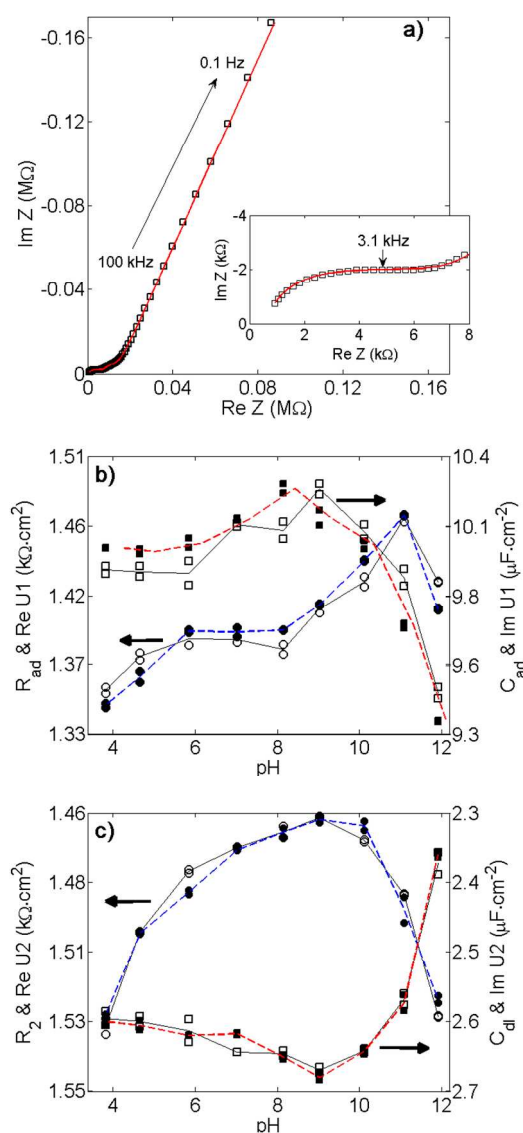 a)
-0.16
-0.12
-0.08
-0.04
0
Im Z (MΩ)
0.1 Hz
100 kHz
-4
-2
0
Im Z (kΩ)
3.1 kHz
0 2 4 6 8
Re Z (kΩ)
0 0.04 0.08 0.12 0.16
Re Z (MΩ)
b)
1.51
1.46
1.42
1.37
1.33
R_ad & Re U1 (kΩ·cm²)
10.4
10.1
9.8
9.6
9.3
C_ad & Im U1 (μF·cm⁻²)
4 6 8 10 12
pH
c)
1.46
1.48
1.51
1.53
1.55
R_2 & Re U2 (kΩ·cm²)
2.3
2.4
2.5
2.6
2.7
C_dl & Im U2 (μF·cm⁻²)
4 6 8 10 12
pH